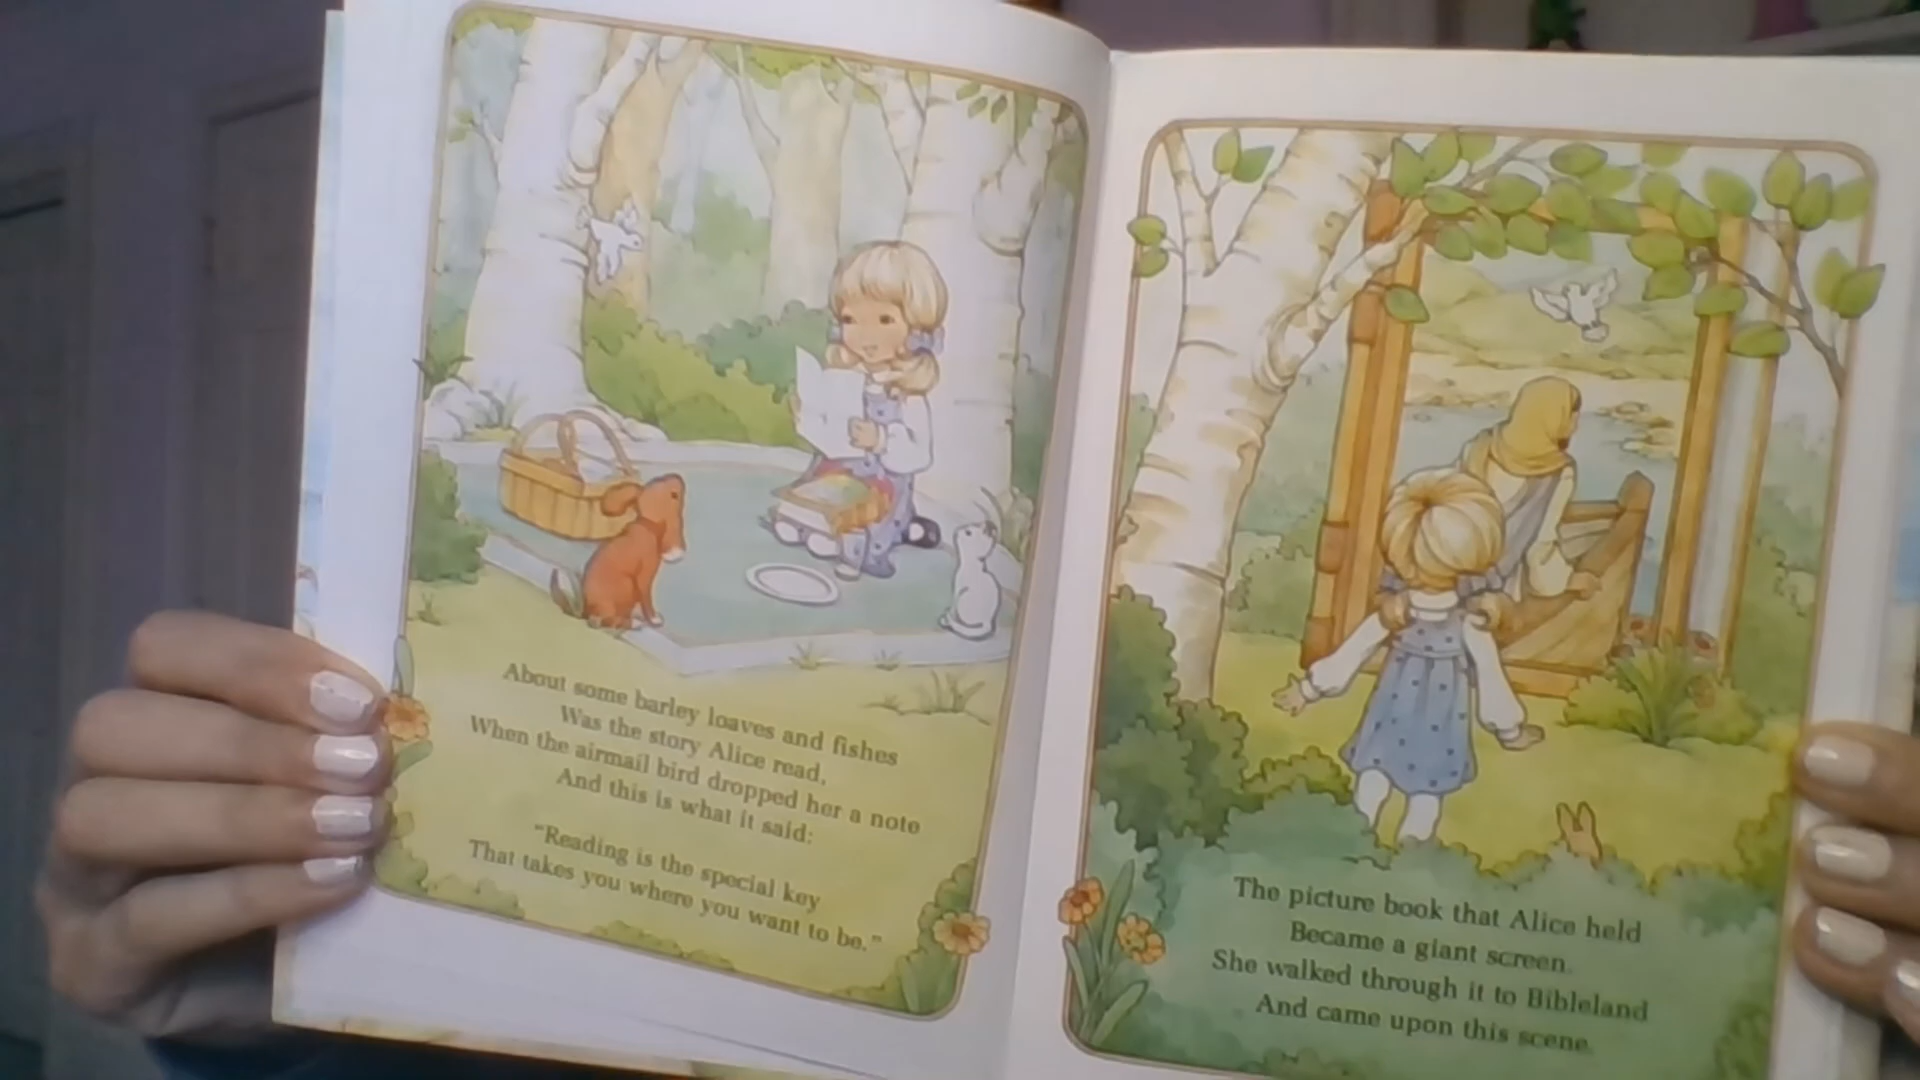 About some barley loaves and fishes
Was the story Alice read,
When the airmail bird dropped her a note
And this is what it said:
"Reading is the special key
That takes you where you want to be."
The picture book that Alice held
Became a giant screen.
She walked through it to Bibleland
And came upon this scene.